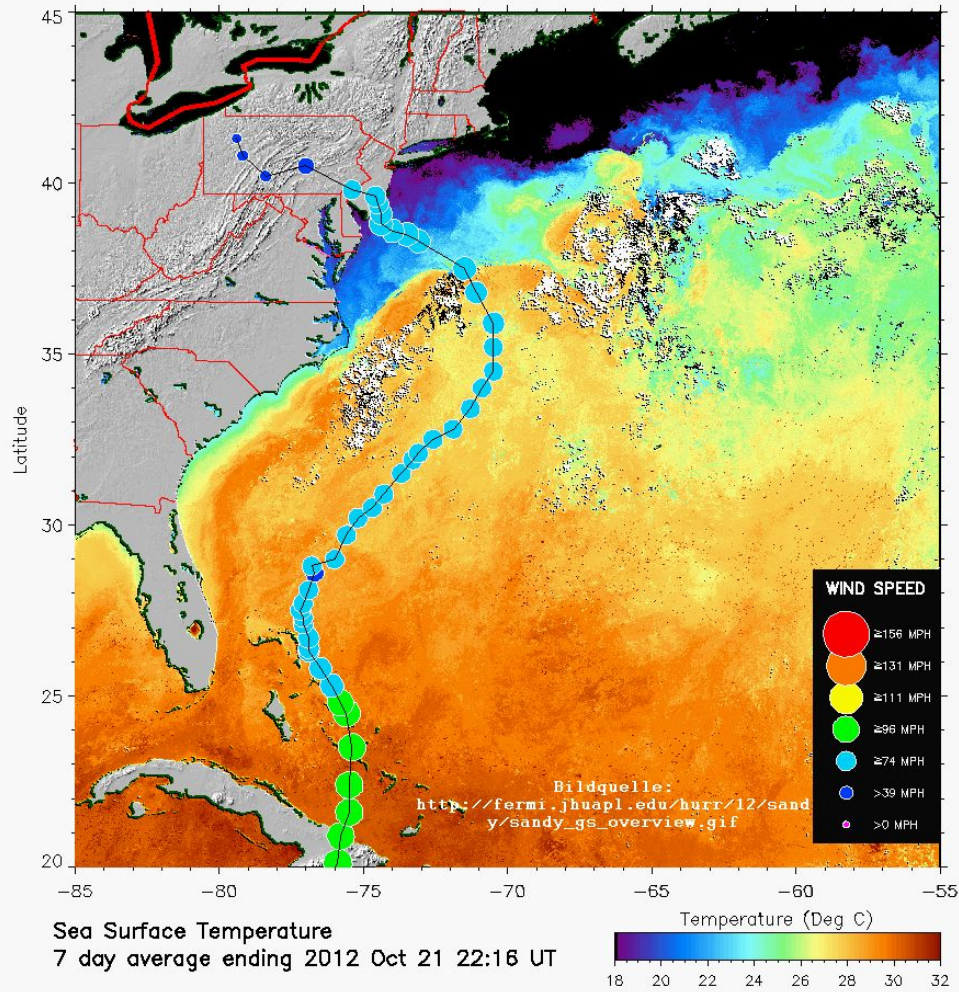 45
40
35
30
25
20
Latitude
-85
-80
-75
-70
-65
-60
-55
WIND SPEED
≥156 MPH
≥131 MPH
≥111 MPH
≥96 MPH
≥74 MPH
>39 MPH
>0 MPH
Bildquelle:
http://fermi.jhuapl.edu/hurr/12/sand
y/sandy_gs_overview.gif
Sea Surface Temperature
7 day average ending 2012 Oct 21 22:16 UT
Temperature (Deg C)
18 20 22 24 26 28 30 32